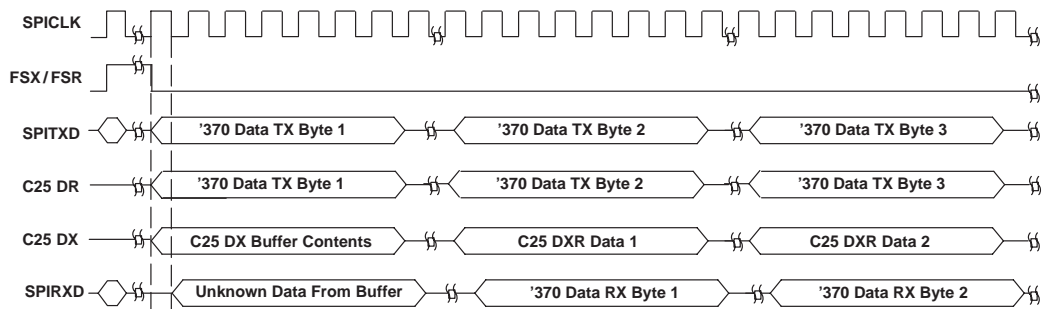 SPICLK
FSX/FSR
SPITXD '370 Data TX Byte 1 '370 Data TX Byte 2 '370 Data TX Byte 3
C25 DR '370 Data TX Byte 1 '370 Data TX Byte 2 '370 Data TX Byte 3
C25 DX C25 DX Buffer Contents C25 DXR Data 1 C25 DXR Data 2
SPIRXD Unknown Data From Buffer '370 Data RX Byte 1 '370 Data RX Byte 2